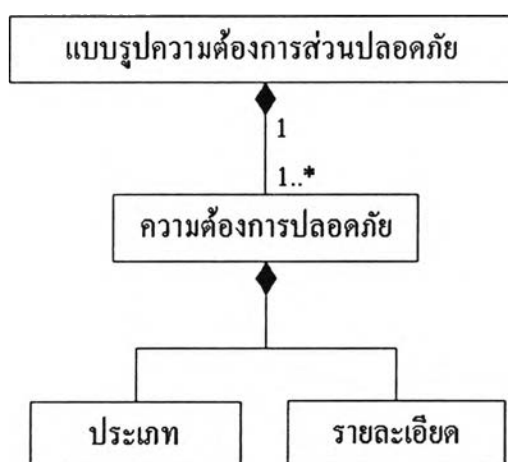 แบบรูปความต้องการส่วนปลอดภัย
1
1..*
ความต้องการปลอดภัย
ประเภท
รายละเอียด